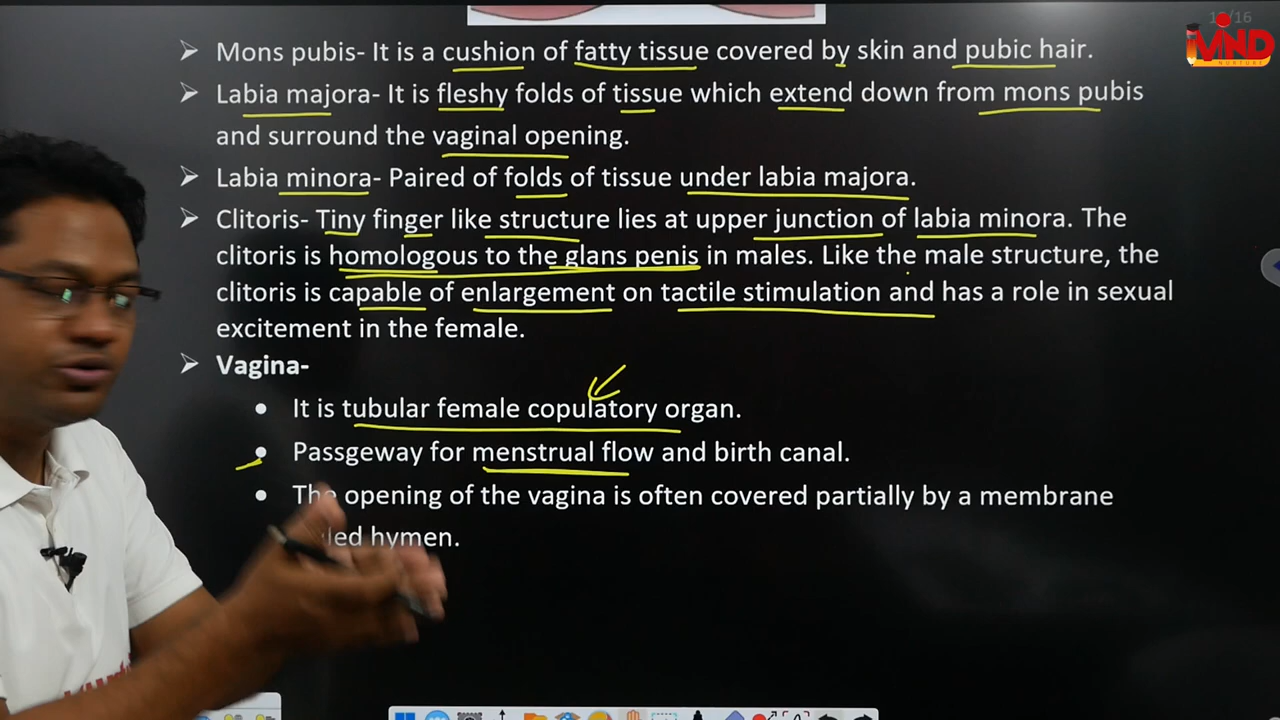 13/16
MIND
NURTURE
Mons pubis- It is a cushion of fatty tissue covered by skin and pubic hair.
Labia majora- It is fleshy folds of tissue which extend down from mons pubis
and surround the vaginal opening.
Labia minora- Paired of folds of tissue under labia majora.
Clitoris- Tiny finger like structure lies at upper junction of labia minora. The
clitoris is homologous to the glans penis in males. Like the male structure, the
clitoris is capable of enlargement on tactile stimulation and has a role in sexual
excitement in the female.
Vagina-
It is tubular female copulatory organ.
Passgeway for menstrual flow and birth canal.
The opening of the vagina is often covered partially by a membrane
hymen.